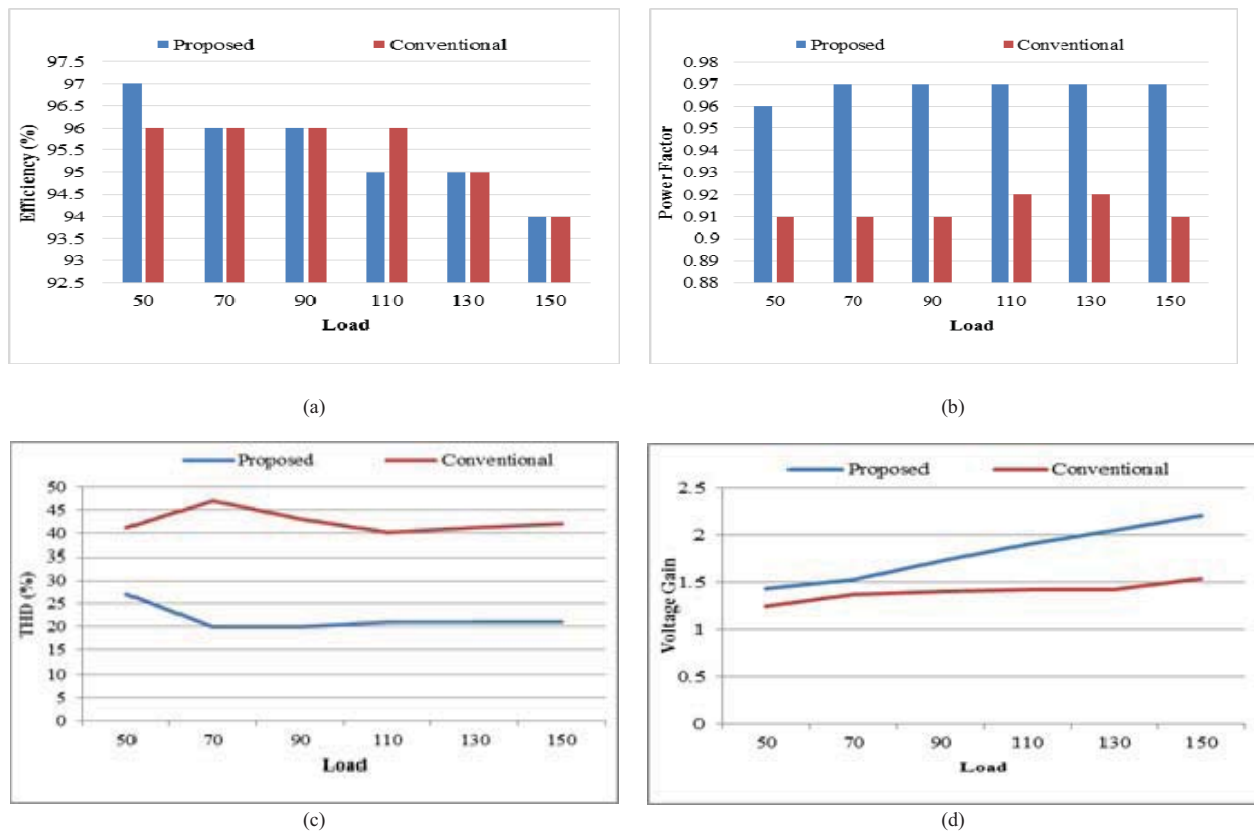 Proposed Conventional
97.5
97
96.5
96
95.5
95
94.5
94
93.5
93
92.5
Efficiency (%)
50 70 90 110 130 150
Load
(a)
Proposed Conventional
0.98
0.97
0.96
0.95
0.94
0.93
0.92
0.91
0.9
0.89
0.88
Power Factor
50 70 90 110 130 150
Load
(b)
Proposed Conventional
50
45
40
35
30
25
20
15
10
5
0
THD (%)
50 70 90 110 130 150
Load
(c)
Proposed Conventional
2.5
2
1.5
1
0.5
0
Voltage Gain
50 70 90 110 130 150
Load
(d)